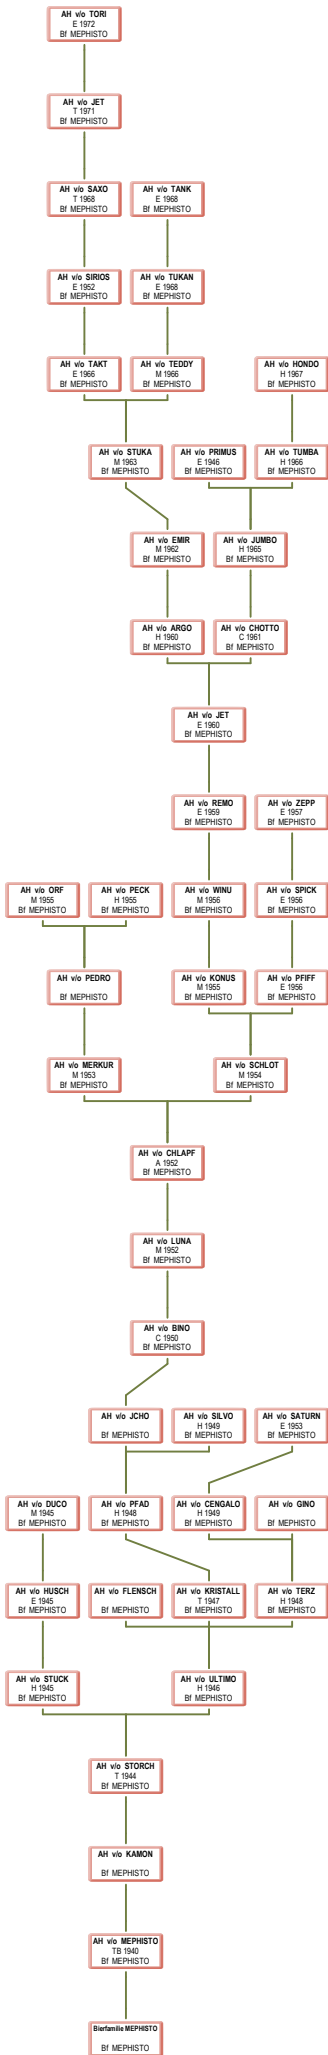 AH v/o TORI
E 1972
Bf MEPHISTO
AH v/o JET
T 1971
Bf MEPHISTO
AH v/o SAXO
T 1968
Bf MEPHISTO
AH v/o TANK
E 1968
Bf MEPHISTO
AH v/o SIRIOS
E 1952
Bf MEPHISTO
AH v/o TUKAN
E 1968
Bf MEPHISTO
AH v/o TAKT
E 1966
Bf MEPHISTO
AH v/o TEDDY
M 1966
Bf MEPHISTO
AH v/o HONDO
H 1967
Bf MEPHISTO
AH v/o STUKA
M 1963
Bf MEPHISTO
AH v/o PRIMUS
E 1946
Bf MEPHISTO
AH v/o TUMBA
H 1966
Bf MEPHISTO
AH v/o EMIR
M 1962
Bf MEPHISTO
AH v/o JUMBO
H 1965
Bf MEPHISTO
AH v/o ARGO
H 1960
Bf MEPHISTO
AH v/o CHOTTO
C 1961
Bf MEPHISTO
AH v/o JET
E 1960
Bf MEPHISTO
AH v/o REMO
E 1959
Bf MEPHISTO
AH v/o ZEPP
E 1957
Bf MEPHISTO
AH v/o ORF
M 1955
Bf MEPHISTO
AH v/o PECK
H 1955
Bf MEPHISTO
AH v/o WINU
M 1956
Bf MEPHISTO
AH v/o SPICK
E 1956
Bf MEPHISTO
AH v/o PEDRO
Bf MEPHISTO
AH v/o KONUS
M 1955
Bf MEPHISTO
AH v/o PFIFF
E 1956
Bf MEPHISTO
AH v/o MERKUR
M 1953
Bf MEPHISTO
AH v/o SCHLOT
M 1954
Bf MEPHISTO
AH v/o CHLAPF
A 1952
Bf MEPHISTO
AH v/o LUNA
M 1952
Bf MEPHISTO
AH v/o BINO
C 1950
Bf MEPHISTO
AH v/o JCHO
Bf MEPHISTO
AH v/o SILVO
H 1949
Bf MEPHISTO
AH v/o SATURN
E 1953
Bf MEPHISTO
AH v/o DUCO
M 1945
Bf MEPHISTO
AH v/o PFAD
H 1948
Bf MEPHISTO
AH v/o CENGALO
H 1949
Bf MEPHISTO
AH v/o GINO
Bf MEPHISTO
AH v/o HUSCH
E 1945
Bf MEPHISTO
AH v/o FLENSCH
Bf MEPHISTO
AH v/o KRISTALL
T 1947
Bf MEPHISTO
AH v/o TERZ
H 1948
Bf MEPHISTO
AH v/o STUCK
H 1945
Bf MEPHISTO
AH v/o ULTIMO
H 1946
Bf MEPHISTO
AH v/o STORCH
T 1944
Bf MEPHISTO
AH v/o KAMON
Bf MEPHISTO
AH v/o MEPHISTO
TB 1940
Bf MEPHISTO
Bierfamilie MEPHISTO
Bf MEPHISTO